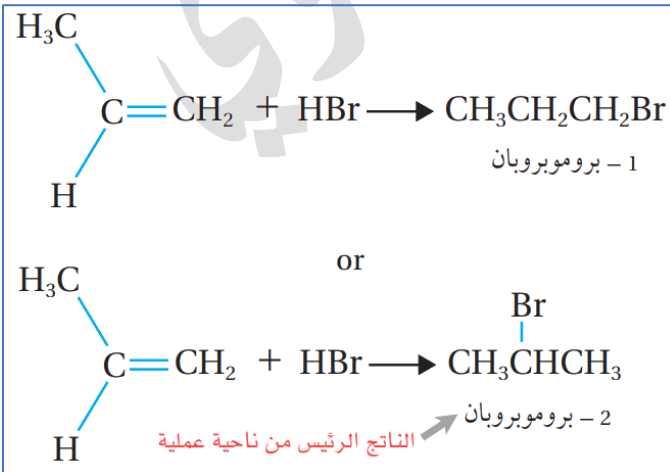 H₃C
C=CH₂ + HBr → CH₃CH₂CH₂Br
1 – بروموبروبان
H
or
H₃C
Br
C=CH₂ + HBr → CH₃CHCH₃
2 – بروموبروبان
H
الناتج الرئيس من ناحية عملية